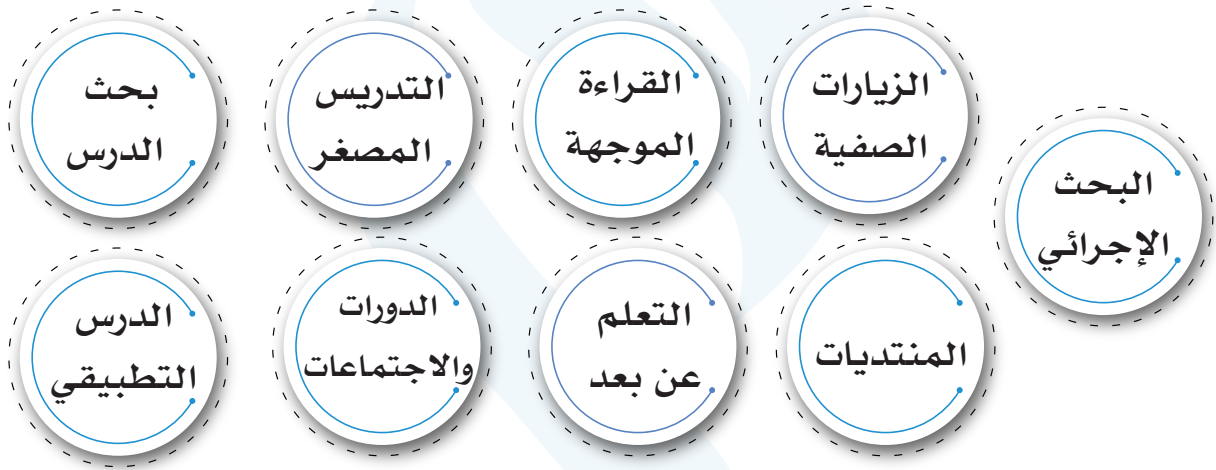 البحث
الإجرائي
الزيارات
الصفية
القراءة
الموجهة
التدريس
المصغر
بحث
الدرس
المنتديات
التعلم
عن بعد
الدورات
والاجتماعات
الدرس
التطبيقي